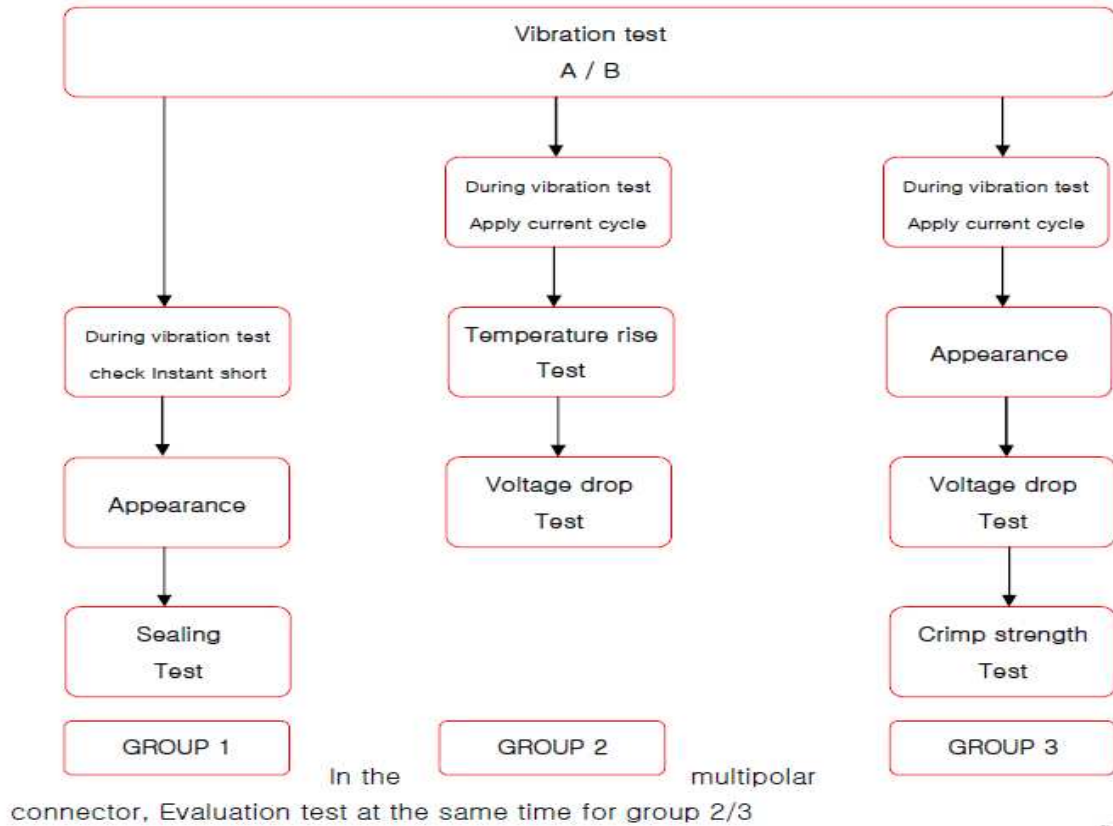 Vibration test
A / B
During vibration test
Apply current cycle
During vibration test
Apply current cycle
During vibration test
check Instant short
Temperature rise
Test
Appearance
Appearance
Voltage drop
Test
Voltage drop
Test
Sealing
Test
Crimp strength
Test
GROUP 1
GROUP 2
GROUP 3
In the multipolar
connector, Evaluation test at the same time for group 2/3